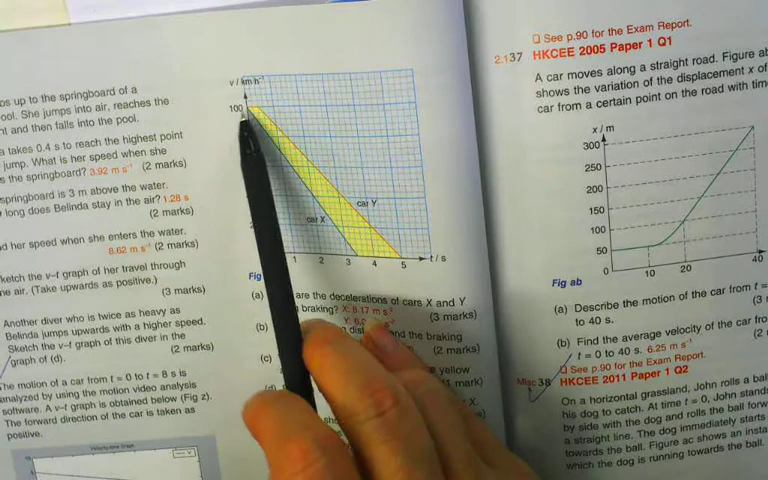 os up to the springboard of a
ool. She jumps into air, reaches the
nt and then falls into the pool.
a takes 0.4 s to reach the highest point
jump. What is her speed when she
s the springboard? 3.92 m s⁻¹ (2 marks)
springboard is 3 m above the water.
long does Belinda stay in the air? 1.28 s
(2 marks)
nd her speed when she enters the water.
8.62 m s⁻¹ (2 marks)
ketch the v–t graph of her travel through
he air. (Take upwards as positive.)
(3 marks)
Another diver who is twice as heavy as
Belinda jumps upwards with a higher speed.
Sketch the v–t graph of this diver in the
graph of (d). (2 marks)
The motion of a car from t = 0 to t = 8 s is
analyzed by using the motion video analysis
software. A v–t graph is obtained below (Fig z).
The forward direction of the car is taken as
positive.
v / km h⁻¹
100
car Y
car X
1 2 3 4 5 t / s
Fig
(a) are the decelerations of cars X and Y
braking? X: 8.17 m s⁻¹
(3 marks)
(b) nd the braking
(2 marks)
(c) yellow
1 mark)
X.
See p.90 for the Exam Report.
2.137 HKCEE 2005 Paper 1 Q1
A car moves along a straight road. Figure ab
shows the variation of the displacement x of
car from a certain point on the road with tim
x / m
300
250
200
150
100
50
0
10 20 40
Fig ab
(a) Describe the motion of the car from t =
to 40 s. (3
(b) Find the average velocity of the car fro
t = 0 to 40 s. 6.25 m s⁻¹ (2
See p.90 for the Exam Report.
Misc 38 HKCEE 2011 Paper 1 Q2
On a horizontal grassland, John rolls a bal
his dog to catch. At time t = 0, John stand
by side with the dog and rolls the ball forw
a straight line. The dog immediately starts
towards the ball. Figure ac shows an insta
which the dog is running towards the ball.